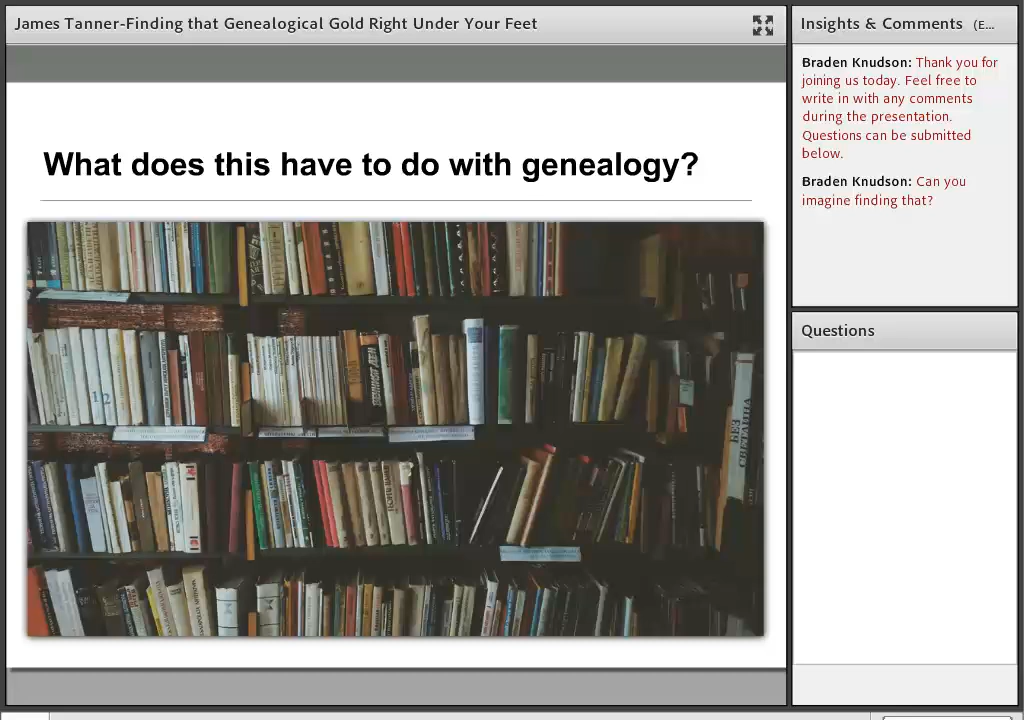 James Tanner-Finding that Genealogical Gold Right Under Your Feet
What does this have to do with genealogy?
12
Insights & Comments (E...
Braden Knudson: Thank you for
joining us today. Feel free to
write in with any comments
during the presentation.
Questions can be submitted
below.
Braden Knudson: Can you
imagine finding that?
Questions